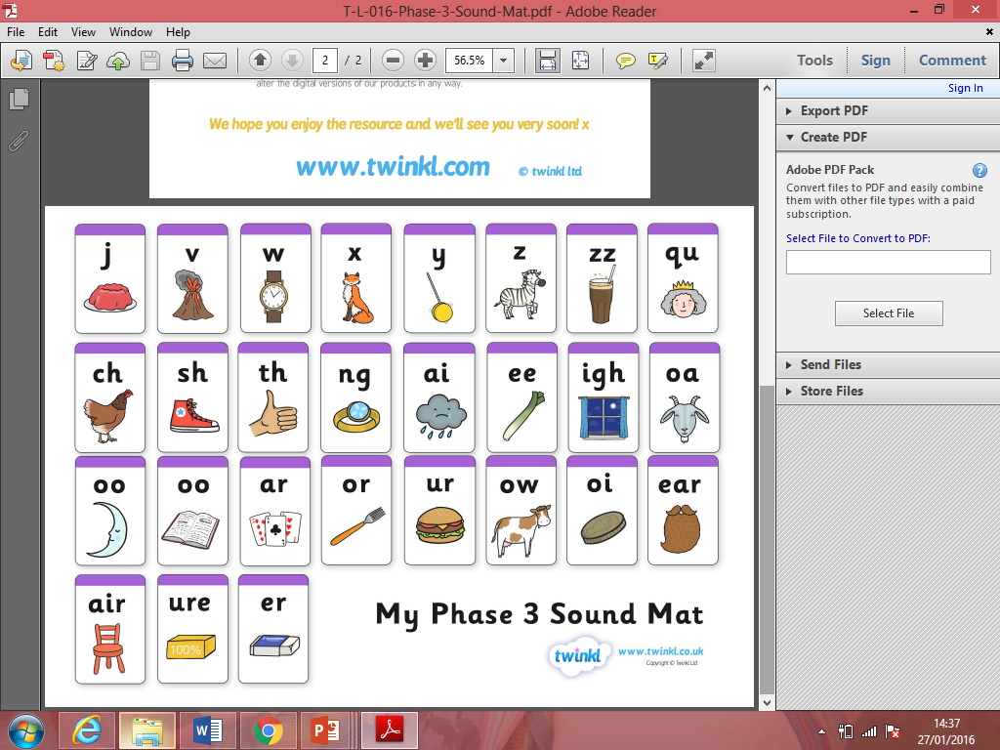 T-L-016-Phase-3-Sound-Mat.pdf - Adobe Reader
File Edit View Window Help
2 / 2 56.5% Tools Sign Comment
Sign In
alter the digital versions of our products in any way.
We hope you enjoy the resource and we'll see you very soon! x
www.twinkl.com © twinkl ltd
Export PDF
Create PDF
Adobe PDF Pack
Convert files to PDF and easily combine
them with other file types with a paid
subscription.
Select File to Convert to PDF:
Select File
Send Files
Store Files
j v w x y z zz qu
ch sh th ng ai ee igh oa
oo oo ar or ur ow oi ear
air ure er
100%
My Phase 3 Sound Mat
twinkl www.twinkl.co.uk
Copyright © Twinkl Ltd
14:37
27/01/2016